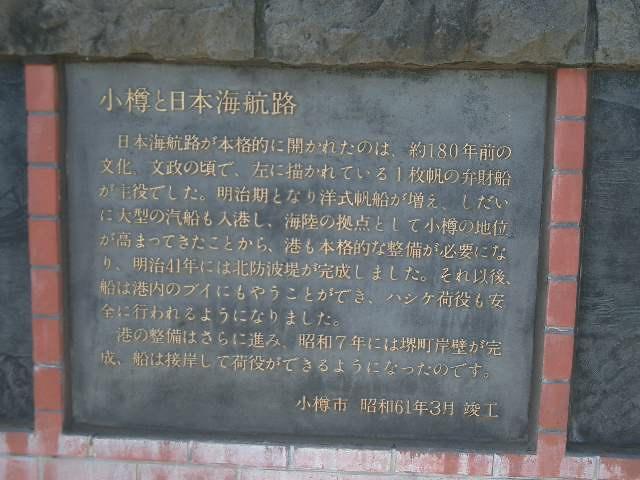 小樽と日本海航路
日本海航路が本格的に開かれたのは、約180年前の
文化、文政の頃で、左に描かれている1枚帆の弁財船
が主役でした。明治期となり洋式帆船が増え、しだい
に大型の汽船も入港し、海陸の拠点として小樽の地位
が高まってきたことから、港も本格的な整備が必要にな
り、明治41年には北防波堤が完成しました。それ以後、
船は港内のブイにもやうことができ、ハシケ荷役も安
全に行われるようになりました。
港の整備はさらに進み、昭和7年には堺町岸壁が完
成、船は接岸して荷役ができるようになったのです。
小樽市 昭和61年3月 竣工